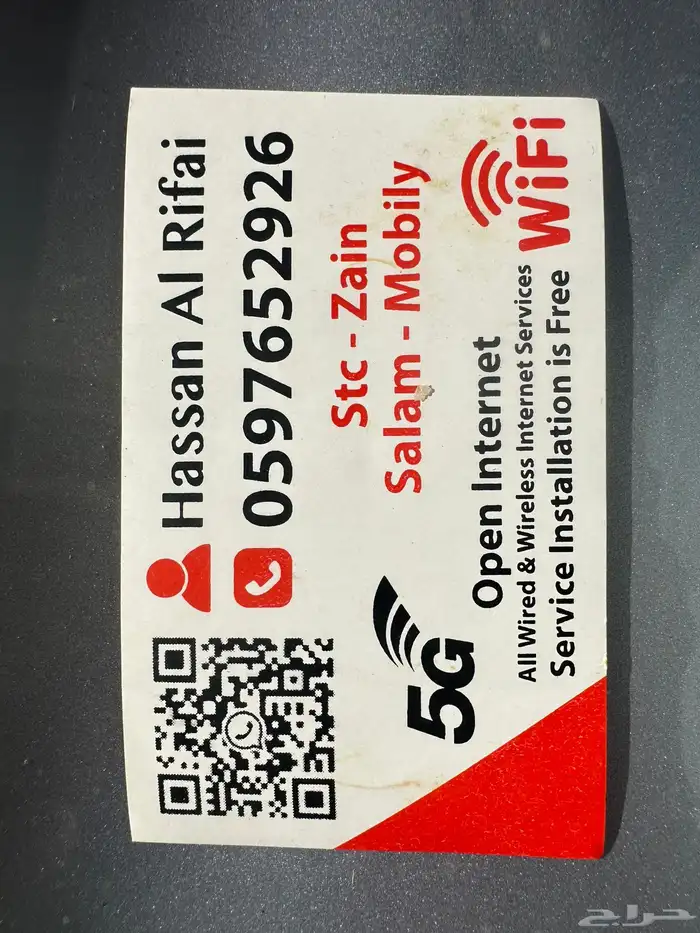 Hassan Al Rifai
0597652926
Stc - Zain
Salam - Mobily
5G
Open Internet
All Wired & Wireless Internet Services
Service Installation is Free
WiFi
حراج